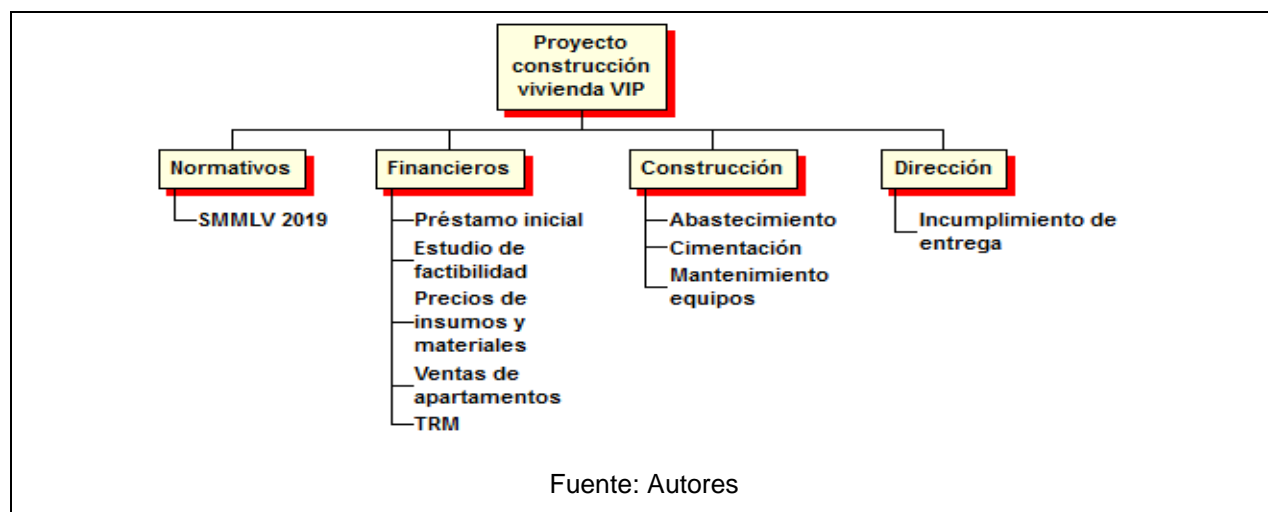 Proyecto
construcción
vivienda VIP
Normativos
SMMLV 2019
Financieros
Préstamo inicial
Estudio de
factibilidad
Precios de
insumos y
materiales
Ventas de
apartamentos
TRM
Construcción
Abastecimiento
Cimentación
Mantenimiento
equipos
Dirección
Incumplimiento de
entrega
Fuente: Autores